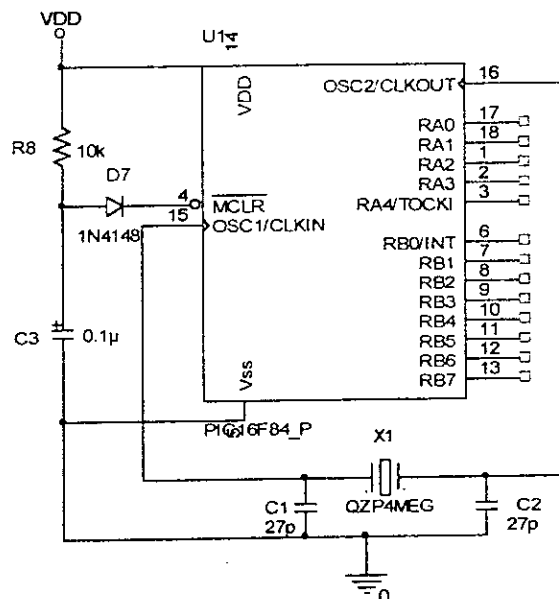 VDD
U1
14
VDD
OSC2/CLKOUT
16
RA0
17
RA1
18
RA2
1
RA3
2
RA4/TOCKI
3
R8
10k
D7
1N4148
4
MCLR
15
OSC1/CLKIN
RB0/INT
6
RB1
7
RB2
8
RB3
9
RB4
10
RB5
11
RB6
12
RB7
13
C3
0.1µ
Vss
5
PIC16F84_P
X1
QZP4MEG
C1
27p
C2
27p
0